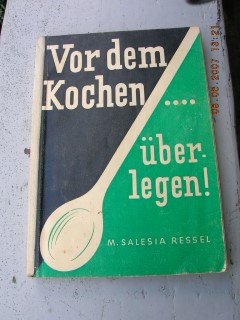 Vor dem
Kochen ....
über-
legen!
M. SALESIA RESSEL